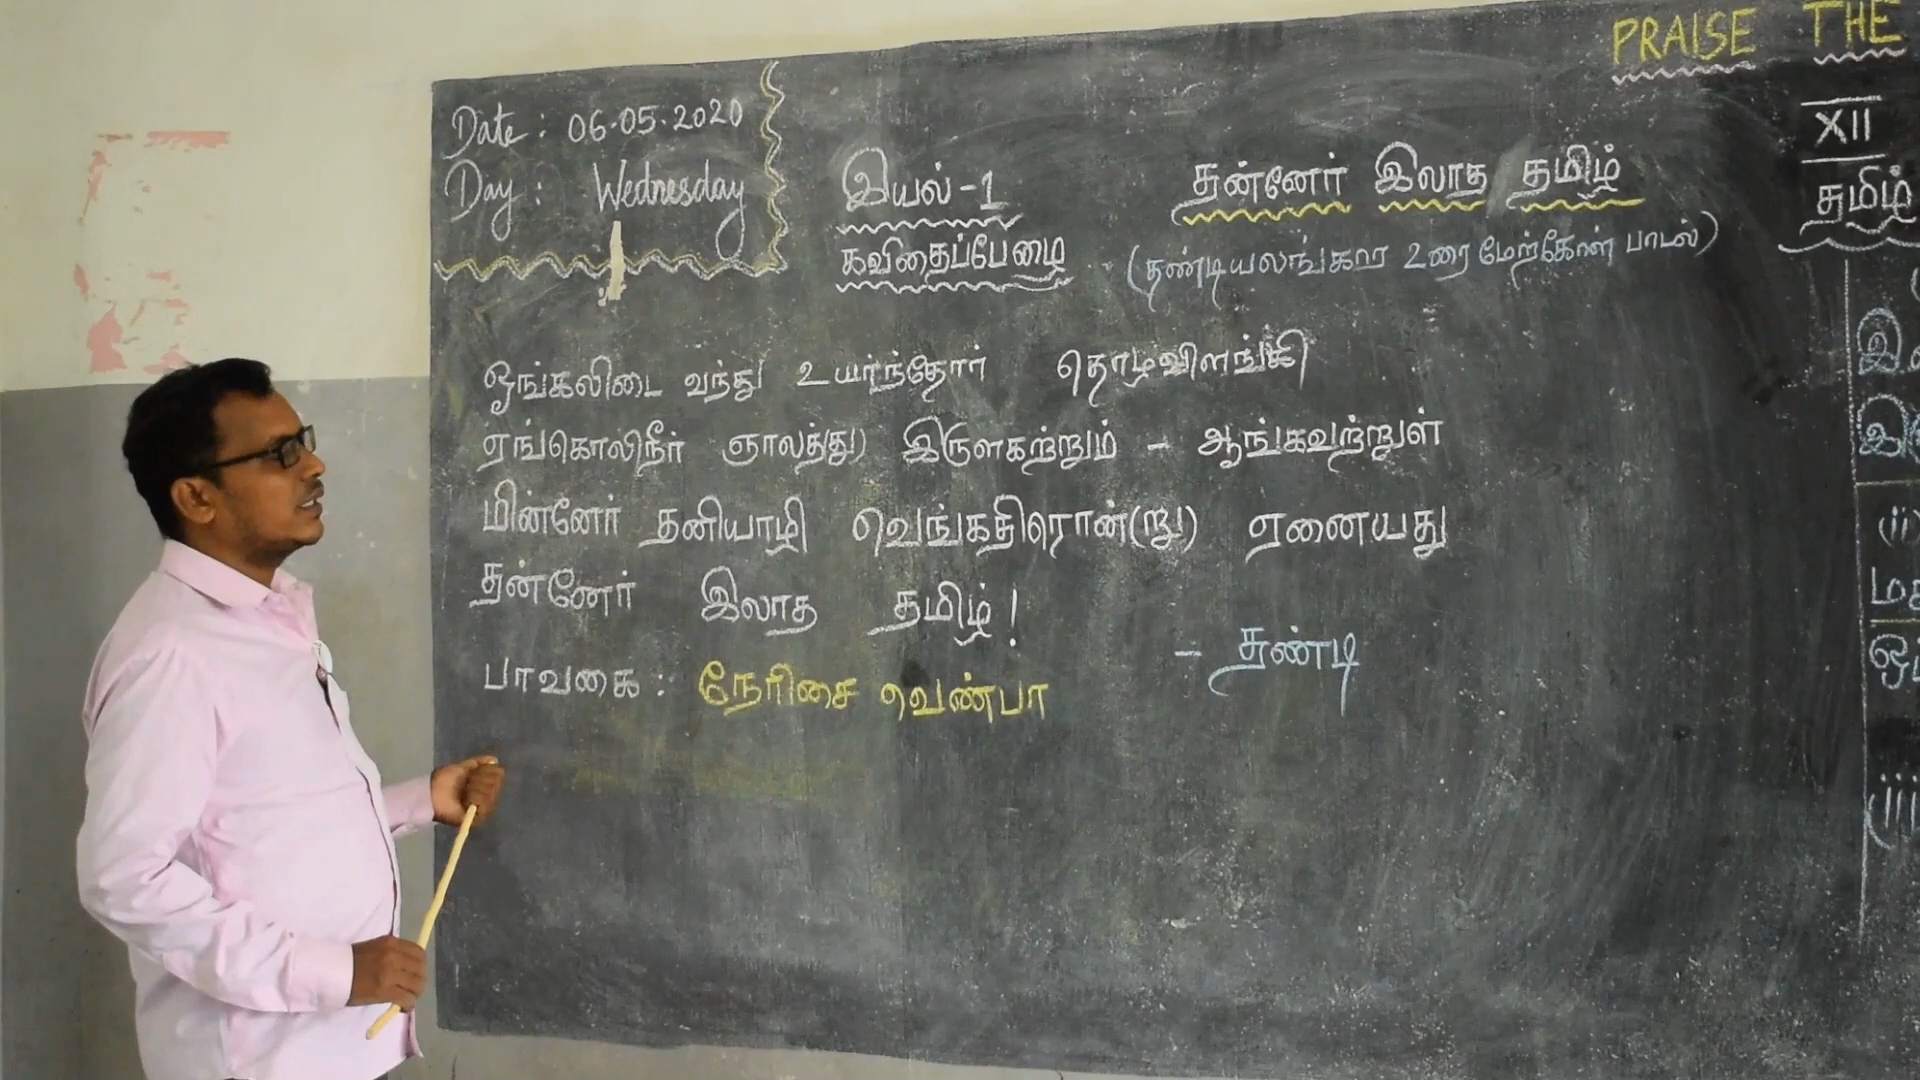 PRAISE THE
Date : 06.05.2020
Day : Wednesday
இயல் - 1
கவிதைப்பேழை
தன்னேர் இலாத தமிழ்
(தண்டியலங்கார உரை மேற்கோள் பாடல்)
XII
தமிழ்
ஓங்கலிடை வந்து உயர்ந்தோர் தொழவிளங்கி
ஏங்கொலிநீர் ஞாலத்து இருளகற்றும் - ஆங்கவற்றுள்
மின்னேர் தனியாழி வெங்கதிரொன்(று) ஏனையது
தன்னேர் இலாத தமிழ்!
- தண்டி
பாவகை : நேரிசை வெண்பா
(ii)
(iii